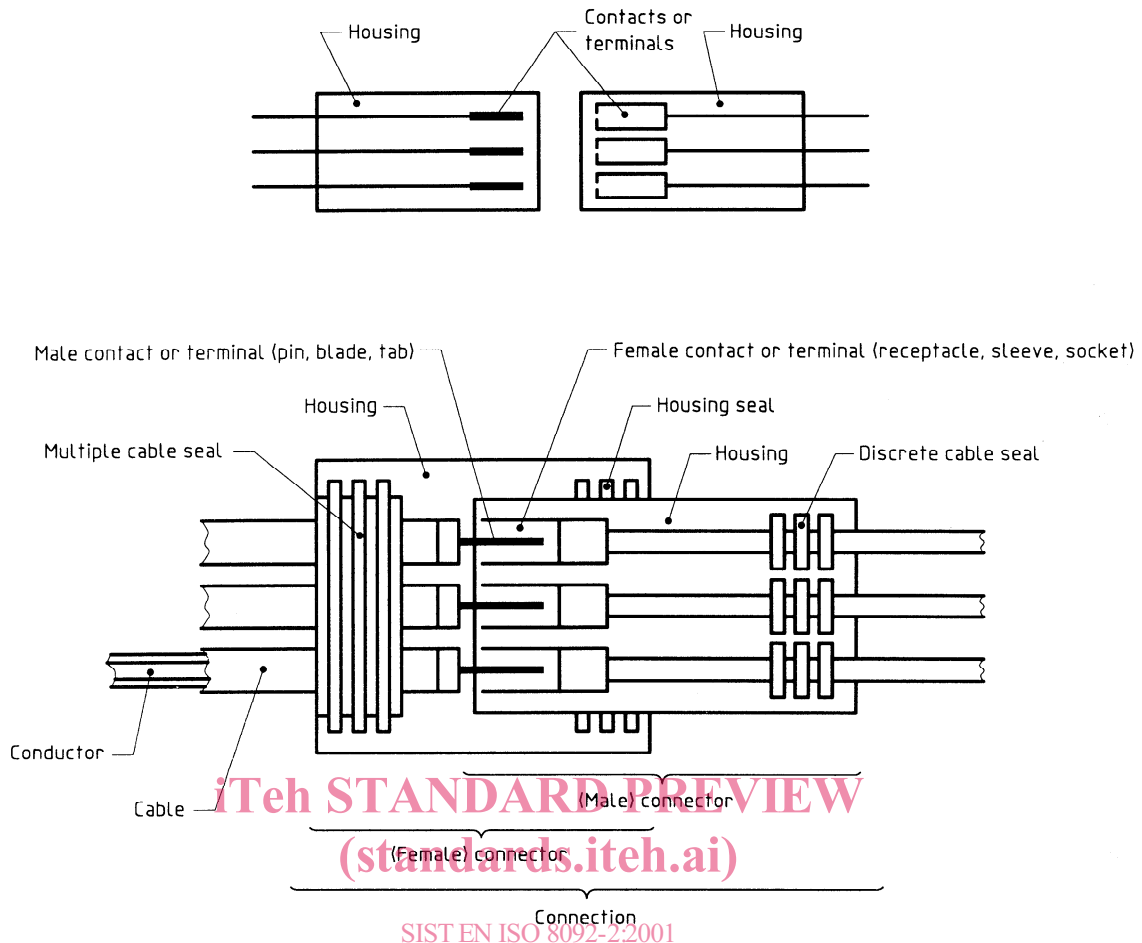 Housing
Contacts or
terminals
Housing
Male contact or terminal (pin, blade, tab)
Female contact or terminal (receptacle, sleeve, socket)
Housing
Housing seal
Multiple cable seal
Housing
Discrete cable seal
Conductor
Cable
iTeh STANDARD PREVIEW
(Male) connector
(Female) connector
(standards.iteh.ai)
Connection
SIST EN ISO 8092-2:2001